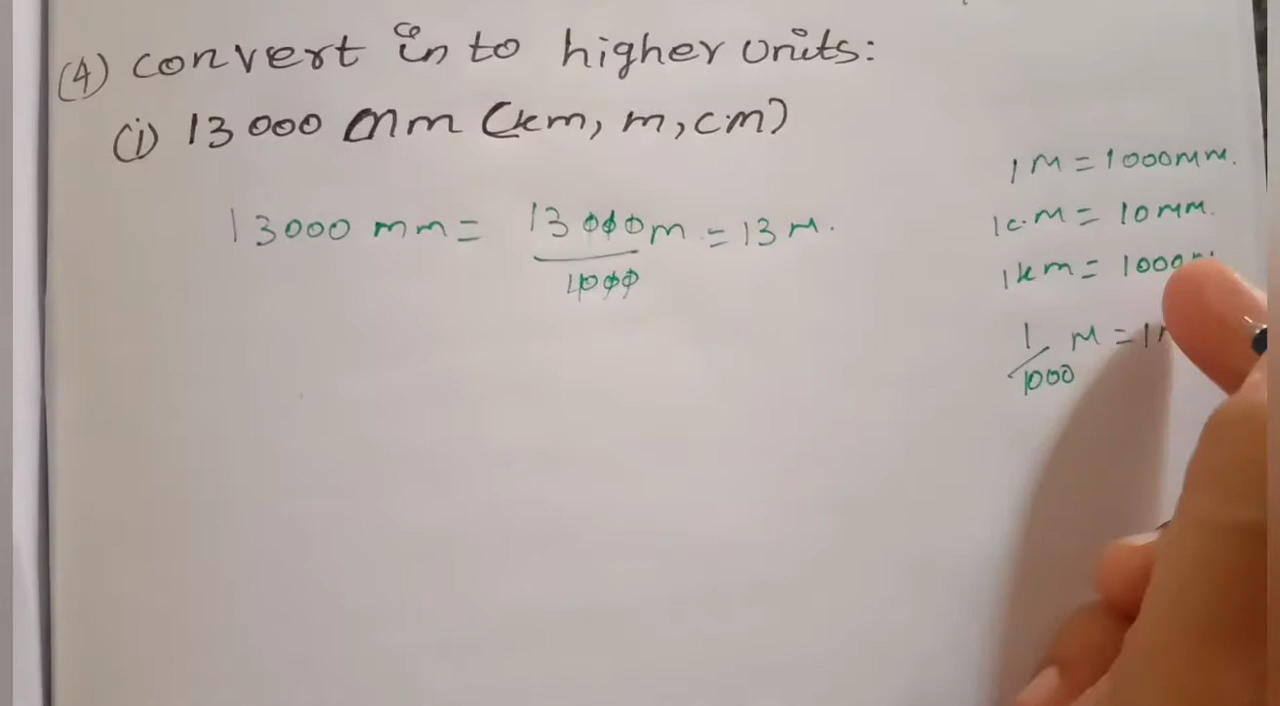 (4) convert in to higher units:
(i) 13000 mm (km, m, cm)
13000 mm = 13000 m = 13 m.
1000
1 m = 1000 mm.
1 cm = 10 mm.
1 km = 1000
1/1000 m = 1